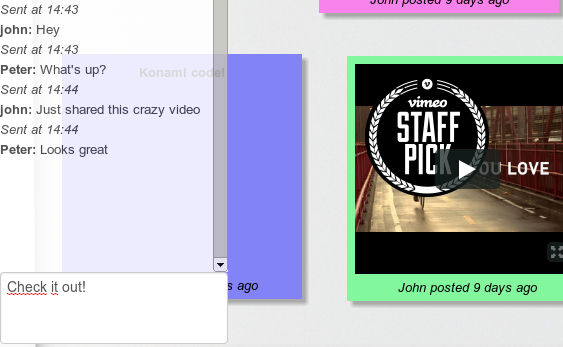 Sent at 14:43
john: Hey
Sent at 14:43
Peter: What's up?
Sent at 14:44
john: Just shared this crazy video
Sent at 14:44
Peter: Looks great
Check it out!
Konami code!
s ago
John posted 9 days ago
vimeo
STAFF
PICK
OU LOVE
John posted 9 days ago